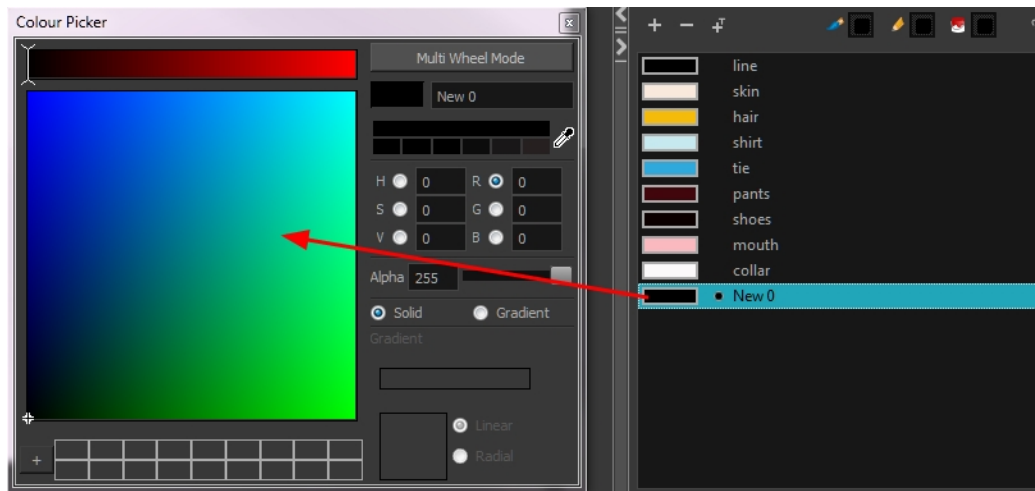 Colour Picker
Multi Wheel Mode
New 0
H 0 R 0
S 0 G 0
V 0 B 0
Alpha 255
Solid Gradient
Gradient
Linear
Radial
line
skin
hair
shirt
tie
pants
shoes
mouth
collar
New 0